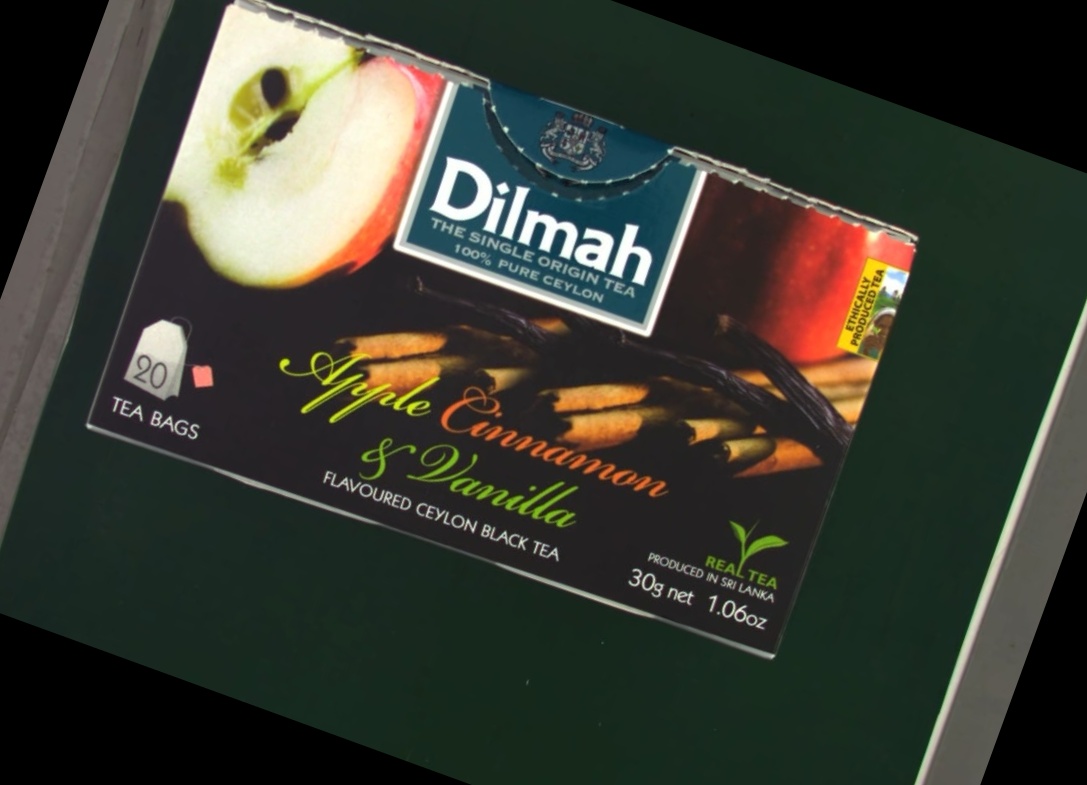 Dilmah
THE SINGLE ORIGIN TEA
100% PURE CEYLON
ETHICALLY
PRODUCED TEA
20
TEA BAGS
Apple Cinnamon
& Vanilla
FLAVOURED CEYLON BLACK TEA
REAL TEA
PRODUCED IN SRI LANKA
30g net 1.06oz